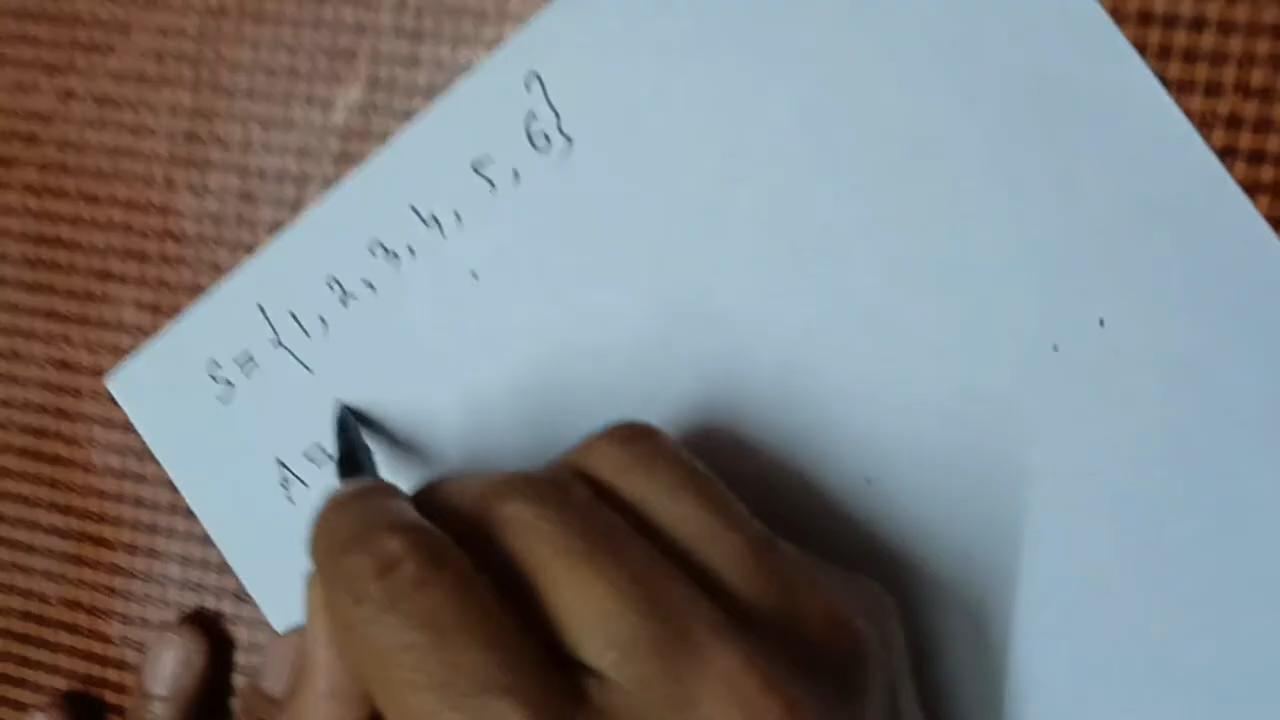 S = {1, 2, 3, 4, 5, 6}
A =